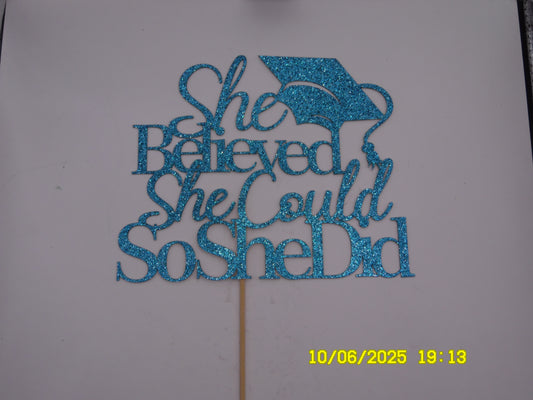 She
Believed
She Could
So She Did
10/06/2025 19:13